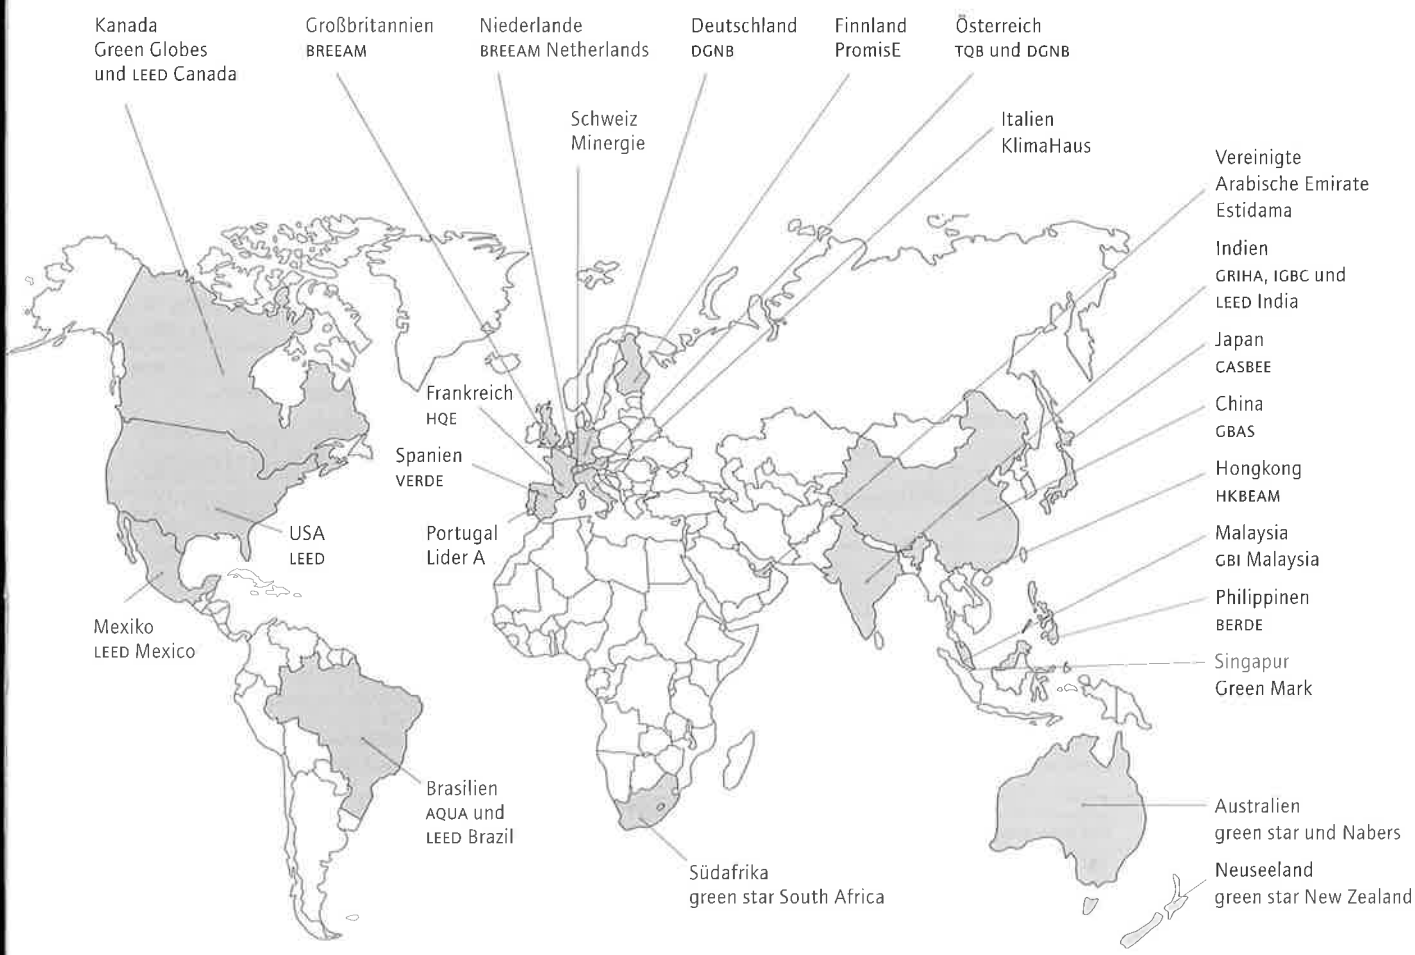 Kanada
Green Globes
und LEED Canada
Großbritannien
BREEAM
Niederlande
BREEAM Netherlands
Deutschland
DGNB
Finnland
PromisE
Österreich
TQB und DGNB
Schweiz
Minergie
Italien
KlimaHaus
Vereinigte
Arabische Emirate
Estidama
Indien
GRIHA, IGBC und
LEED India
Japan
CASBEE
China
GBAS
Hongkong
HKBEAM
Malaysia
GBI Malaysia
Philippinen
BERDE
Singapur
Green Mark
Frankreich
HQE
Spanien
VERDE
Portugal
Lider A
USA
LEED
Mexiko
LEED Mexico
Brasilien
AQUA und
LEED Brazil
Südafrika
green star South Africa
Australien
green star und Nabers
Neuseeland
green star New Zealand